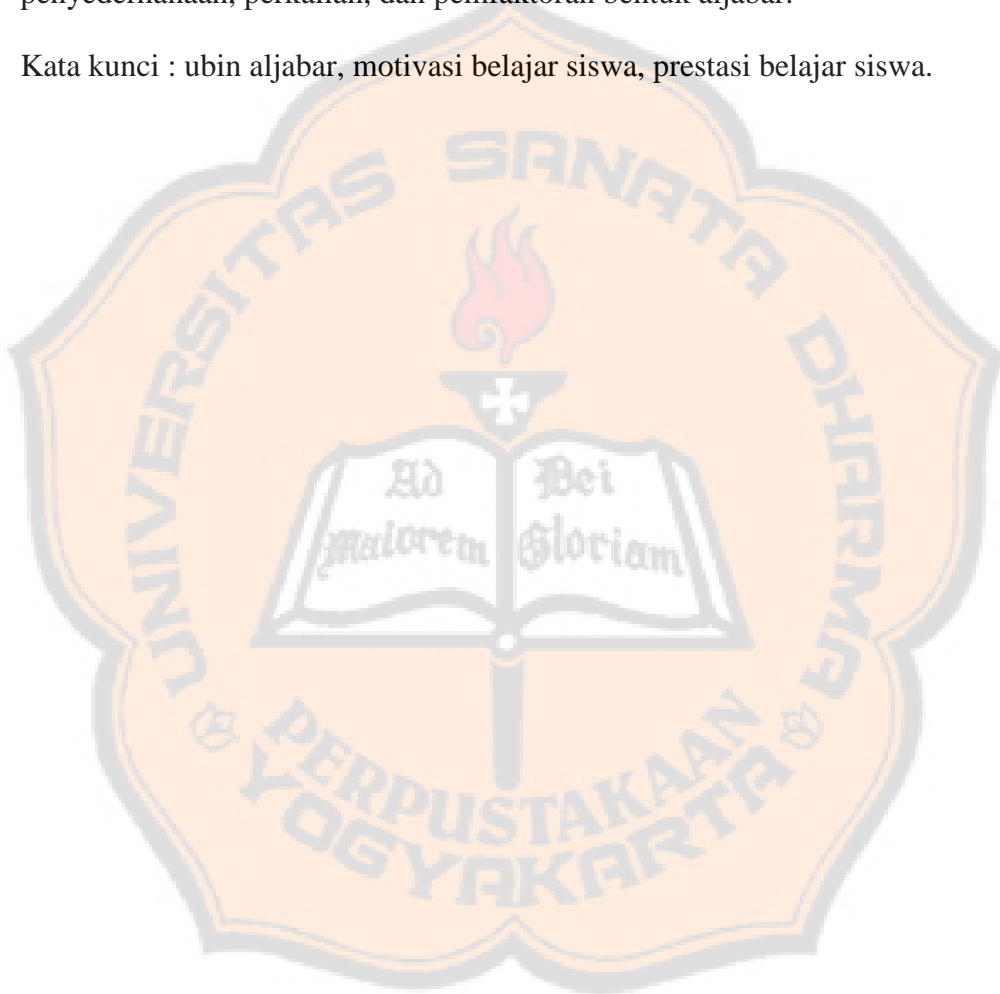 penyederhanaan, perkalian, dan pemfaktoran bentuk aljabar.
Kata kunci : ubin aljabar, motivasi belajar siswa, prestasi belajar siswa.
UNIVERSITAS SANATA DHARMA
Ad Dei
Maiorem Gloriam
PERPUSTAKAAN
YOGYAKARTA